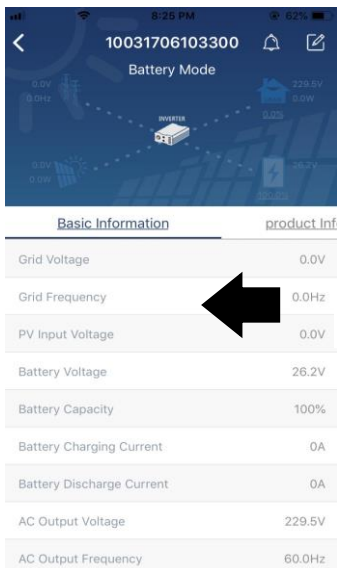 8:25 PM 62%
10031706103300
Battery Mode
0.0V
0.0Hz
229.5V
0.0W
0.0%
INVERTER
0.0V
0.0W
26.2V
100.0%
Basic Information product Inf
Grid Voltage 0.0V
Grid Frequency 0.0Hz
PV Input Voltage 0.0V
Battery Voltage 26.2V
Battery Capacity 100%
Battery Charging Current 0A
Battery Discharge Current 0A
AC Output Voltage 229.5V
AC Output Frequency 60.0Hz